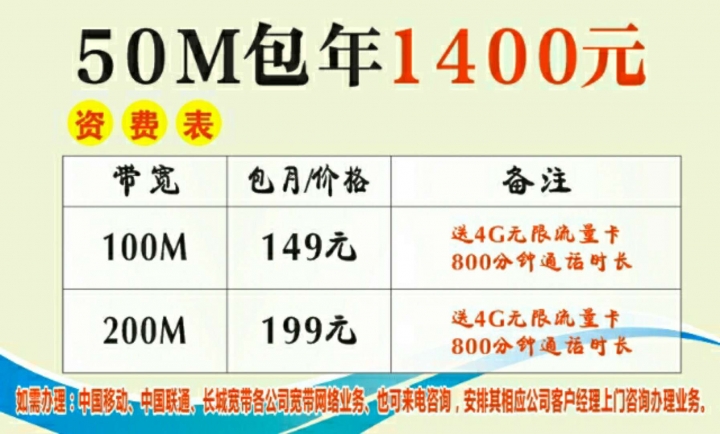 50M包年1400元
资费表
带宽 包月/价格 备注
100M 149元 送4G无限流量卡
800分钟通话时长
200M 199元 送4G无限流量卡
800分钟通话时长
如需办理：中国移动、中国联通、长城宽带各公司宽带网络业务、也可来电咨询，安排其相应公司客户经理上门咨询办理业务。